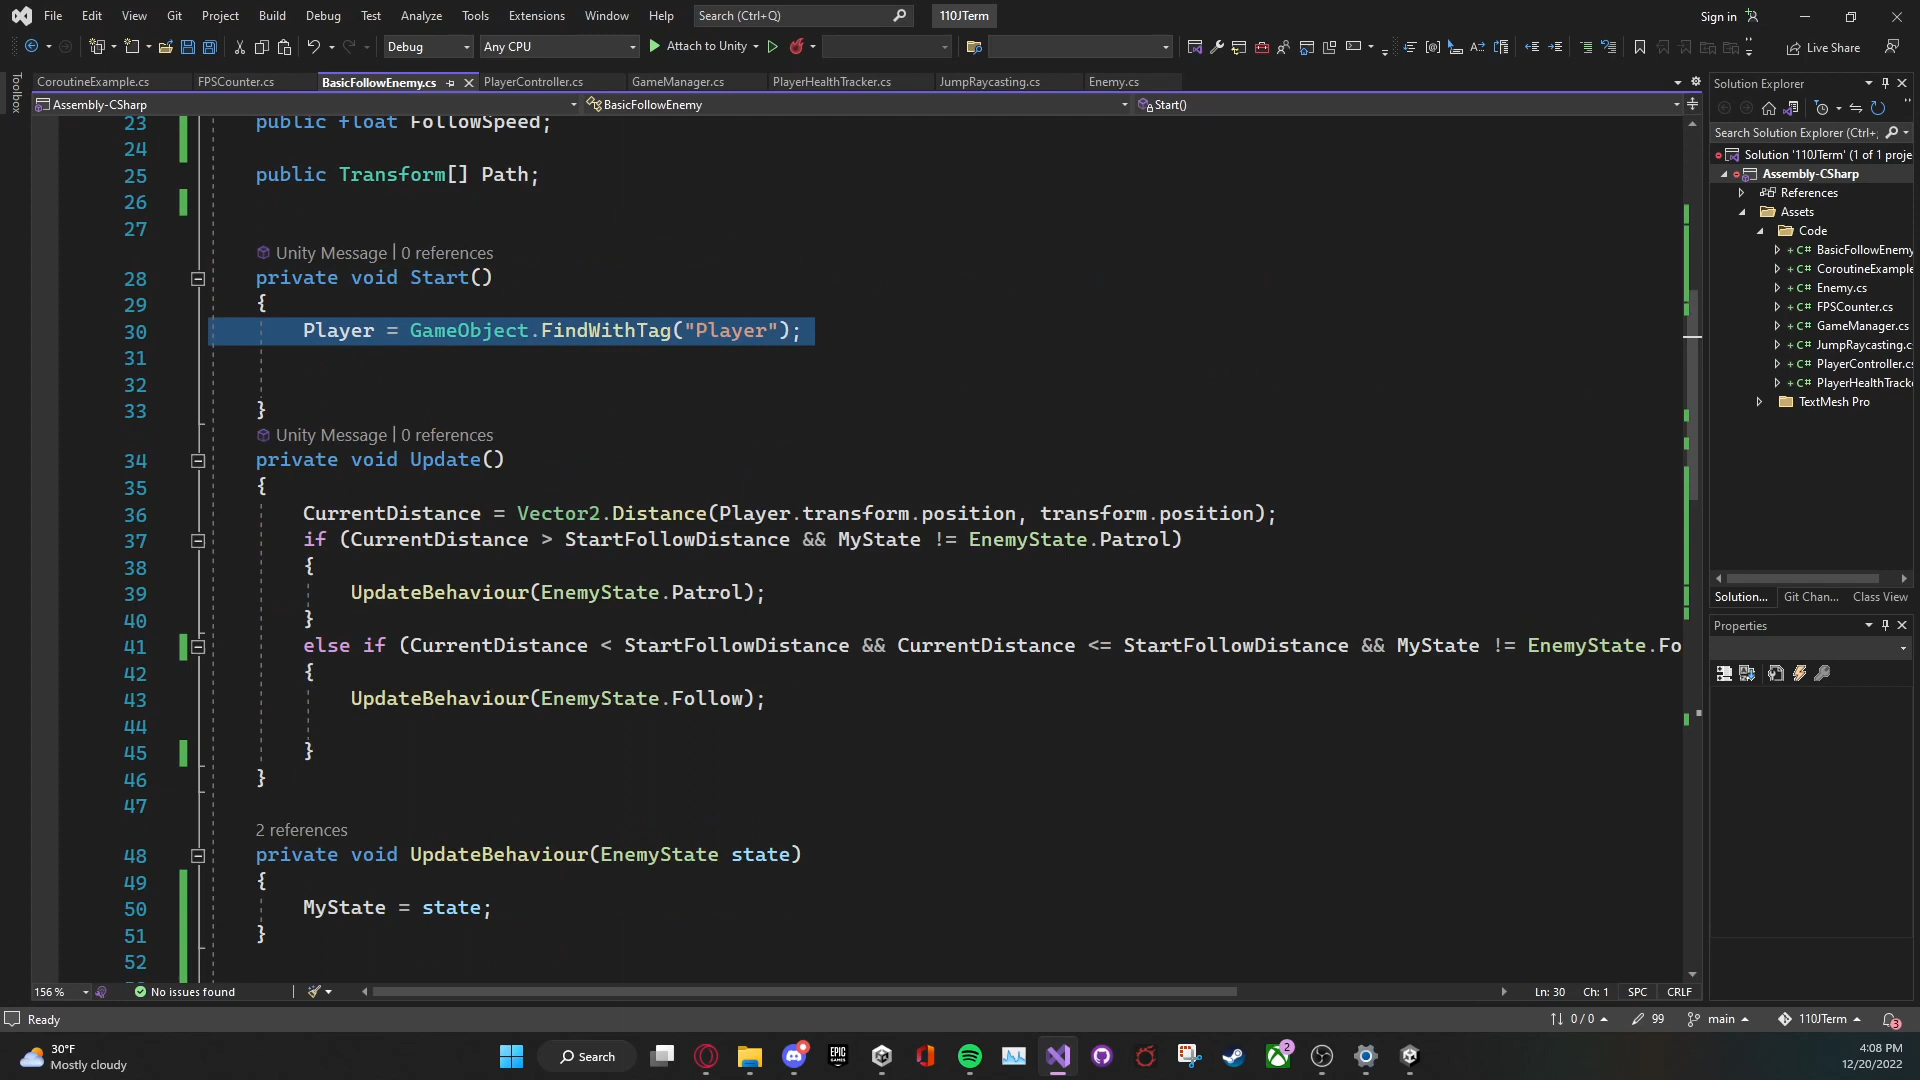 File Edit View Git Project Build Debug Test Analyze Tools Extensions Window Help Search (Ctrl+Q) 110JTerm Sign in
Debug Any CPU Attach to Unity Live Share
Toolbox
CoroutineExample.cs FPSCounter.cs BasicFollowEnemy.cs PlayerController.cs GameManager.cs PlayerHealthTracker.cs JumpRaycasting.cs Enemy.cs
Assembly-CSharp BasicFollowEnemy Start()
23 public float FollowSpeed;
24
25 public Transform[] Path;
26
27
Unity Message | 0 references
28 private void Start()
29 {
30 Player = GameObject.FindWithTag("Player");
31
32
33 }
Unity Message | 0 references
34 private void Update()
35 {
36 CurrentDistance = Vector2.Distance(Player.transform.position, transform.position);
37 if (CurrentDistance > StartFollowDistance && MyState != EnemyState.Patrol)
38 {
39 UpdateBehaviour(EnemyState.Patrol);
40 }
41 else if (CurrentDistance < StartFollowDistance && CurrentDistance <= StartFollowDistance && MyState != EnemyState.Fo
42 {
43 UpdateBehaviour(EnemyState.Follow);
44
45 }
46 }
47
2 references
48 private void UpdateBehaviour(EnemyState state)
49 {
50 MyState = state;
51 }
52
156 % No issues found Ln: 30 Ch: 1 SPC CRLF
Solution Explorer
Search Solution Explorer (Ctrl+;
Solution '110JTerm' (1 of 1 proje
Assembly-CSharp
References
Assets
Code
+ C# BasicFollowEnemy
+ C# CoroutineExample
+ C# Enemy.cs
+ C# FPSCounter.cs
+ C# GameManager.cs
+ C# JumpRaycasting.c
+ C# PlayerController.cs
+ C# PlayerHealthTrack
TextMesh Pro
Solution... Git Chan... Class View
Properties
Ready 0 / 0 99 main 110JTerm 3
30°F
Mostly cloudy
Search EPIC GAMES 2
4:08 PM
12/20/2022